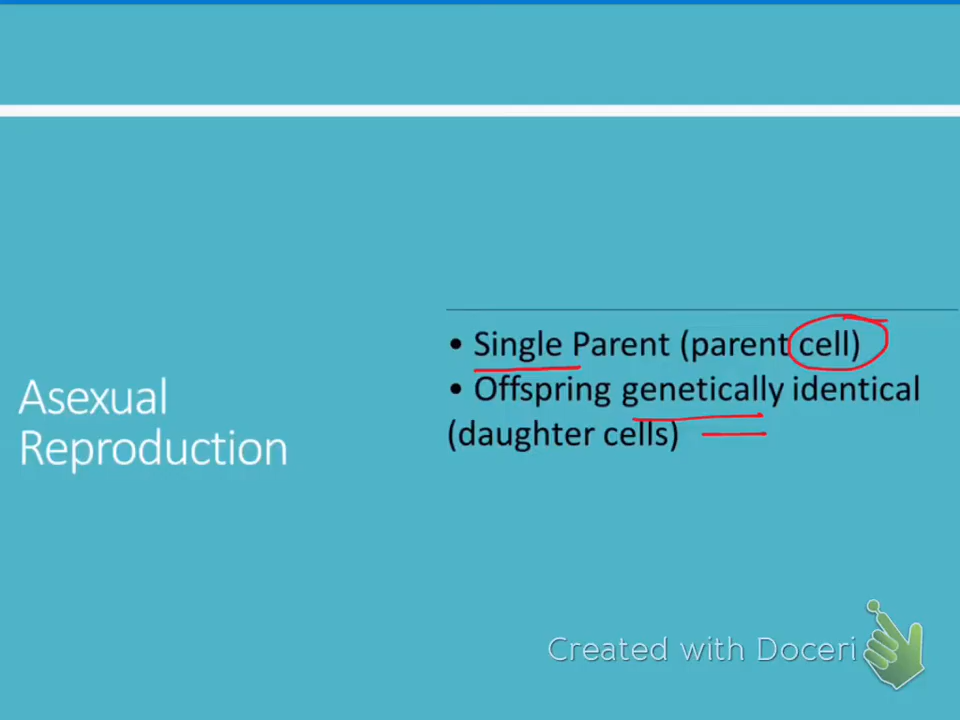 Asexual
Reproduction
• Single Parent (parent cell)
• Offspring genetically identical
(daughter cells)
Created with Doceri